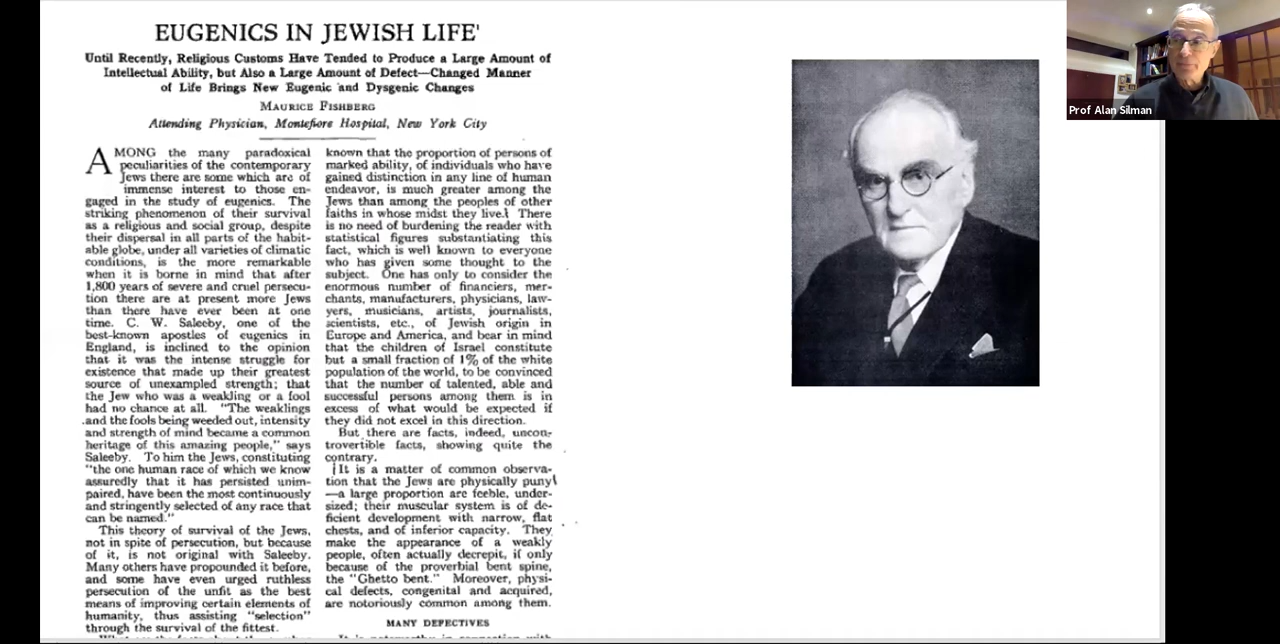 EUGENICS IN JEWISH LIFE¹
Until Recently, Religious Customs Have Tended to Produce a Large Amount of
Intellectual Ability, but Also a Large Amount of Defect—Changed Manner
of Life Brings New Eugenic and Dysgenic Changes
MAURICE FISHBERG
Attending Physician, Montefiore Hospital, New York City
AMONG the many paradoxical
peculiarities of the contemporary
Jews there are some which are of
immense interest to those en-
gaged in the study of eugenics. The
striking phenomenon of their survival
as a religious and social group, despite
their dispersal in all parts of the habit-
able globe, under all varieties of climatic
conditions, is the more remarkable
when it is borne in mind that after
1,800 years of severe and cruel persecu-
tion there are at present more Jews
than there have ever been at one
time. C. W. Saleeby, one of the
best-known apostles of eugenics in
England, is inclined to the opinion
that it was the intense struggle for
existence that made up their greatest
source of unexampled strength; that
the Jew who was a weakling or a fool
had no chance at all. "The weaklings
and the fools being weeded out, intensity
and strength of mind became a common
heritage of this amazing people," says
Saleeby. To him the Jews, constituting
"the one human race of which we know
assuredly that it has persisted unim-
paired, have been the most continuously
and stringently selected of any race that
can be named."
This theory of survival of the Jews,
not in spite of persecution, but because
of it, is not original with Saleeby.
Many others have propounded it before,
and some have even urged ruthless
persecution of the unfit as the best
means of improving certain elements of
humanity, thus assisting "selection"
through the survival of the fittest.
known that the proportion of persons of
marked ability, of individuals who have
gained distinction in any line of human
endeavor, is much greater among the
Jews than among the peoples of other
faiths in whose midst they live. There
is no need of burdening the reader with
statistical figures substantiating this
fact, which is well known to everyone
who has given some thought to the
subject. One has only to consider the
enormous number of financiers, mer-
chants, manufacturers, physicians, law-
yers, musicians, artists, journalists,
scientists, etc., of Jewish origin in
Europe and America, and bear in mind
that the children of Israel constitute
but a small fraction of 1% of the white
population of the world, to be convinced
that the number of talented, able and
successful persons among them is in
excess of what would be expected if
they did not excel in this direction.
But there are facts, indeed, uncon-
trovertible facts, showing quite the
contrary.
It is a matter of common observa-
tion that the Jews are physically puny
—a large proportion are feeble, under-
sized; their muscular system is of de-
ficient development with narrow, flat
chests, and of inferior capacity. They
make the appearance of a weakly
people, often actually decrepit, if only
because of the proverbial bent spine,
the "Ghetto bent." Moreover, physi-
cal defects, congenital and acquired,
are notoriously common among them.
MANY DEFECTIVES
Prof Alan Silman